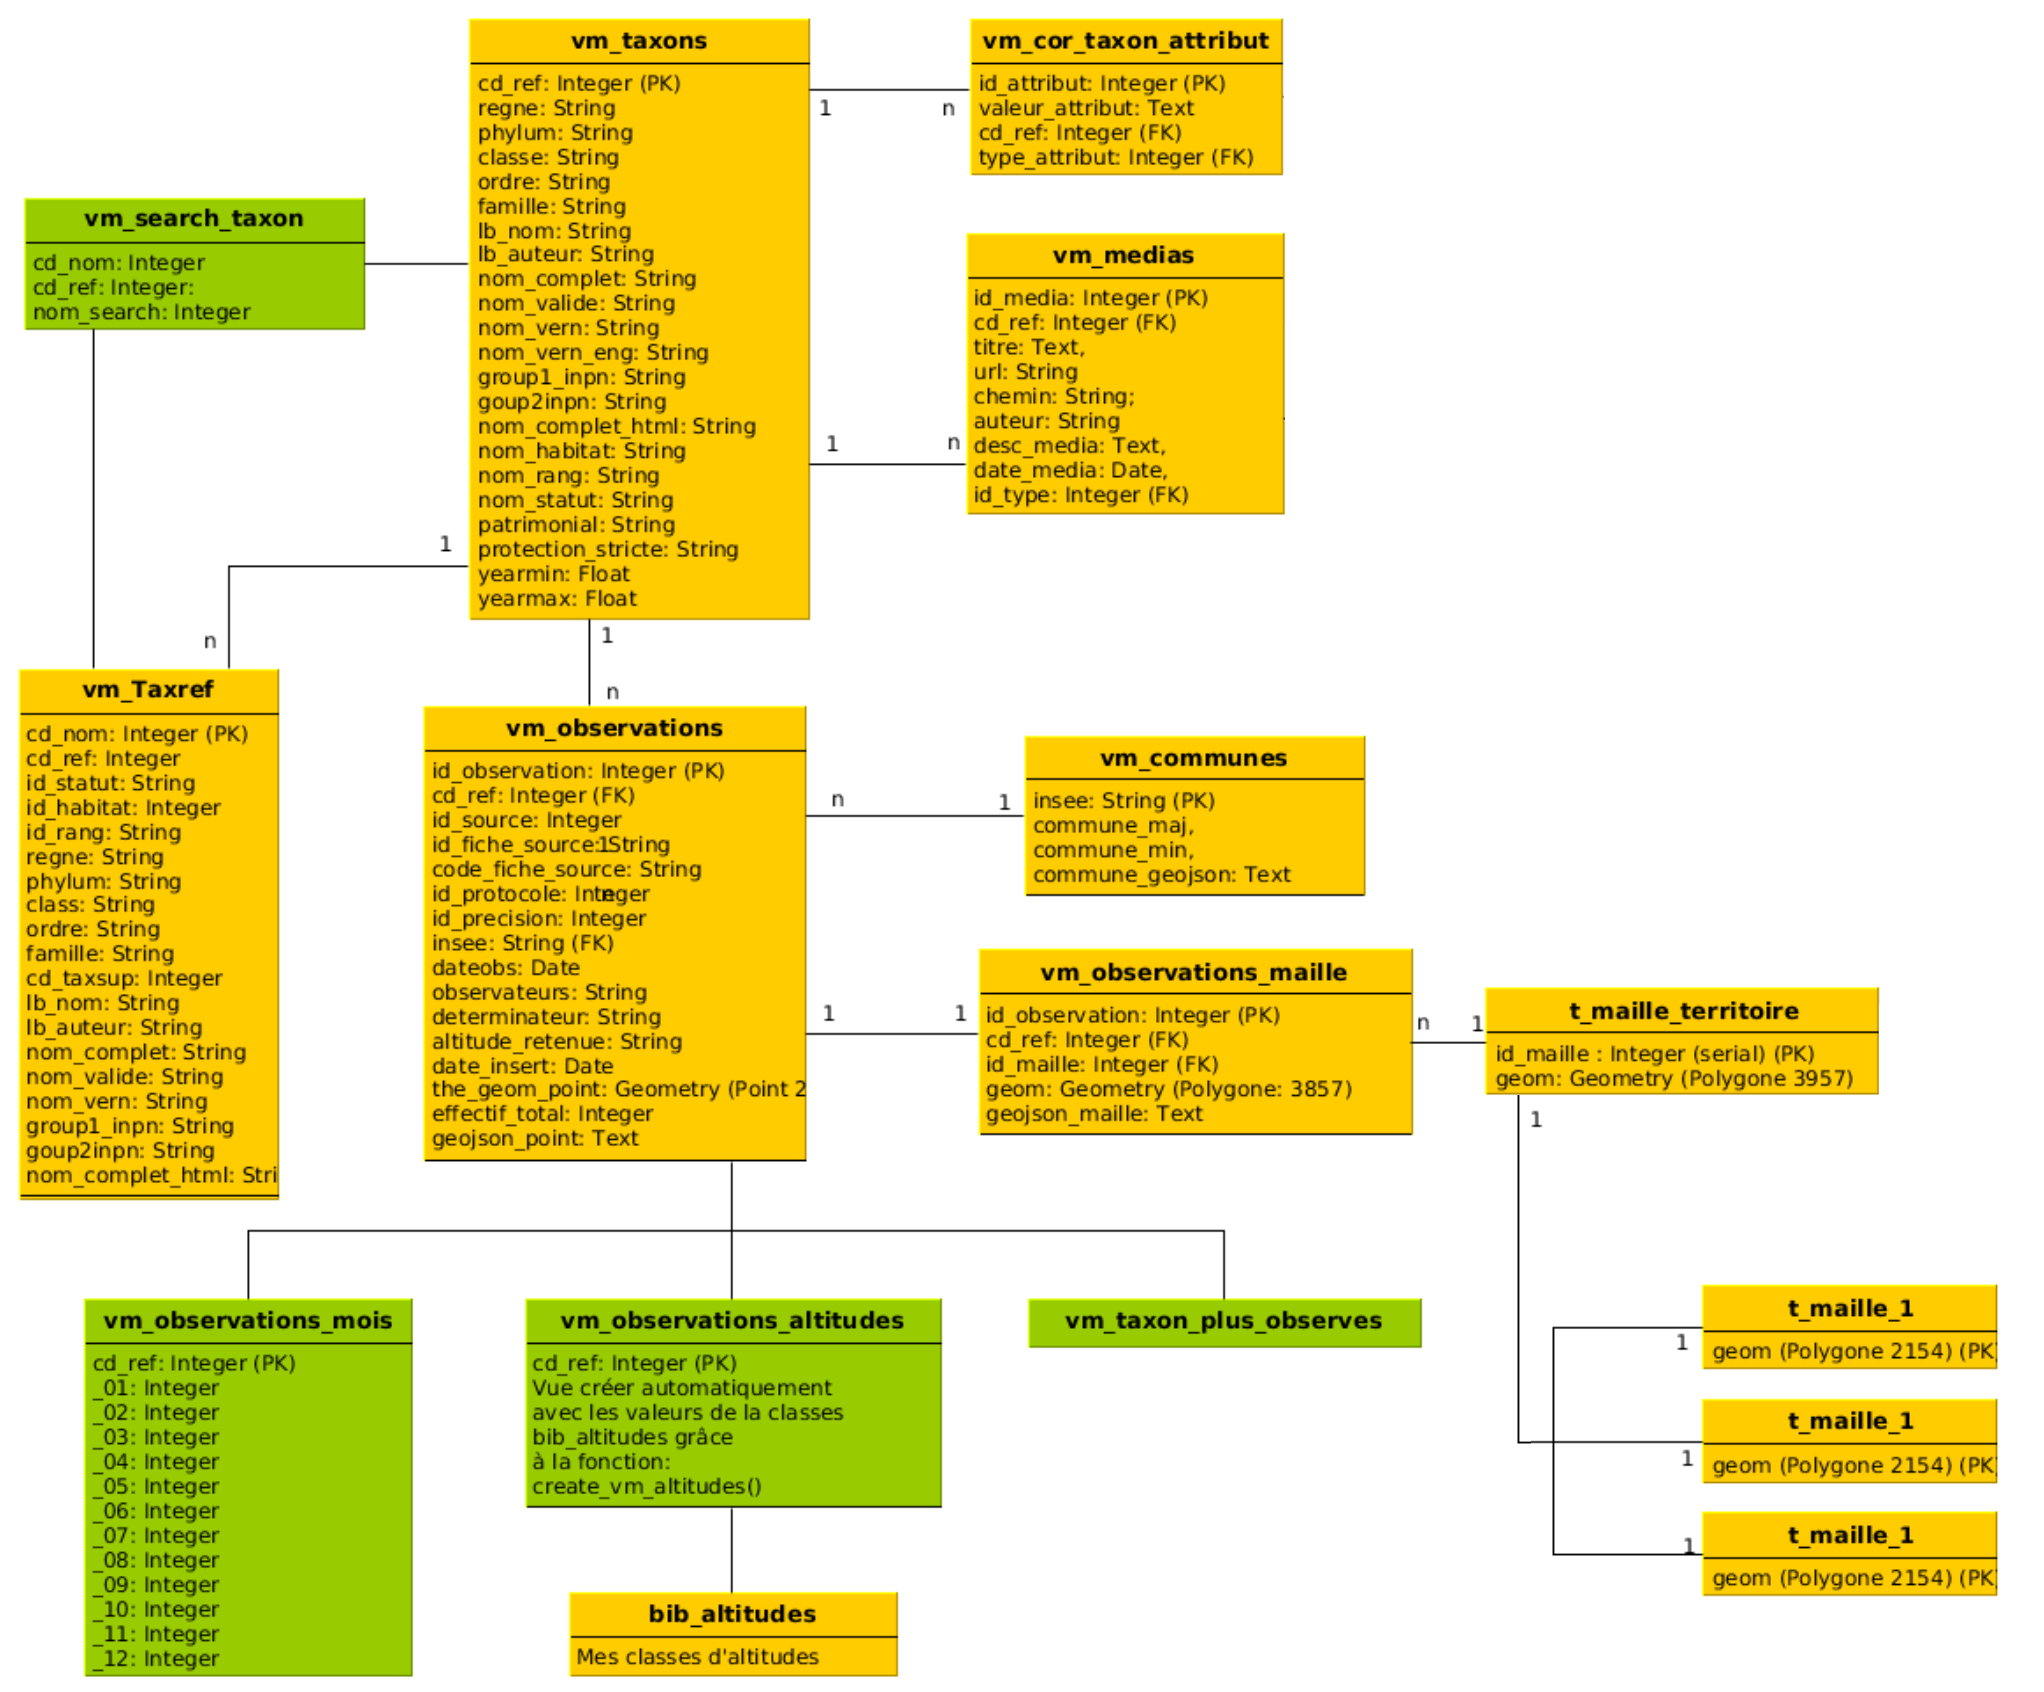 vm_taxons
cd_ref: Integer (PK)
regne: String
phylum: String
classe: String
ordre: String
famille: String
lb_nom: String
lb_auteur: String
nom_complet: String
nom_valide: String
nom_vern: String
nom_vern_eng: String
group1_inpn: String
goup2inpn: String
nom_complet_html: String
nom_habitat: String
nom_rang: String
nom_statut: String
patrimonial: String
protection_stricte: String
yearmin: Float
yearmax: Float
1
n
vm_cor_taxon_attribut
id_attribut: Integer (PK)
valeur_attribut: Text
cd_ref: Integer (FK)
type_attribut: Integer (FK)
vm_search_taxon
cd_nom: Integer
cd_ref: Integer:
nom_search: Integer
vm_medias
id_media: Integer (PK)
cd_ref: Integer (FK)
titre: Text,
url: String
chemin: String;
auteur: String
desc_media: Text,
date_media: Date,
id_type: Integer (FK)
1
n
1
n
1
n
vm_Taxref
cd_nom: Integer (PK)
cd_ref: Integer
id_statut: String
id_habitat: Integer
id_rang: String
regne: String
phylum: String
class: String
ordre: String
famille: String
cd_taxsup: Integer
lb_nom: String
lb_auteur: String
nom_complet: String
nom_valide: String
nom_vern: String
group1_inpn: String
goup2inpn: String
nom_complet_html: Stri
vm_observations
id_observation: Integer (PK)
cd_ref: Integer (FK)
id_source: Integer
id_fiche_source: String
1
code_fiche_source: String
id_protocole: Integer
n
id_precision: Integer
insee: String (FK)
dateobs: Date
observateurs: String
determinateur: String
altitude_retenue: String
date_insert: Date
the_geom_point: Geometry (Point 2
effectif_total: Integer
geojson_point: Text
n
1
vm_communes
insee: String (PK)
commune_maj,
commune_min,
commune_geojson: Text
1
1
vm_observations_maille
id_observation: Integer (PK)
cd_ref: Integer (FK)
id_maille: Integer (FK)
geom: Geometry (Polygone: 3857)
geojson_maille: Text
n
1
t_maille_territoire
id_maille : Integer (serial) (PK)
geom: Geometry (Polygone 3957)
1
vm_observations_mois
cd_ref: Integer (PK)
_01: Integer
_02: Integer
_03: Integer
_04: Integer
_05: Integer
_06: Integer
_07: Integer
_08: Integer
_09: Integer
_10: Integer
_11: Integer
_12: Integer
vm_observations_altitudes
cd_ref: Integer (PK)
Vue créer automatiquement
avec les valeurs de la classes
bib_altitudes grâce
à la fonction:
create_vm_altitudes()
vm_taxon_plus_observes
bib_altitudes
Mes classes d'altitudes
t_maille_1
1
geom (Polygone 2154) (PK
t_maille_1
1
geom (Polygone 2154) (PK
t_maille_1
1
geom (Polygone 2154) (PK